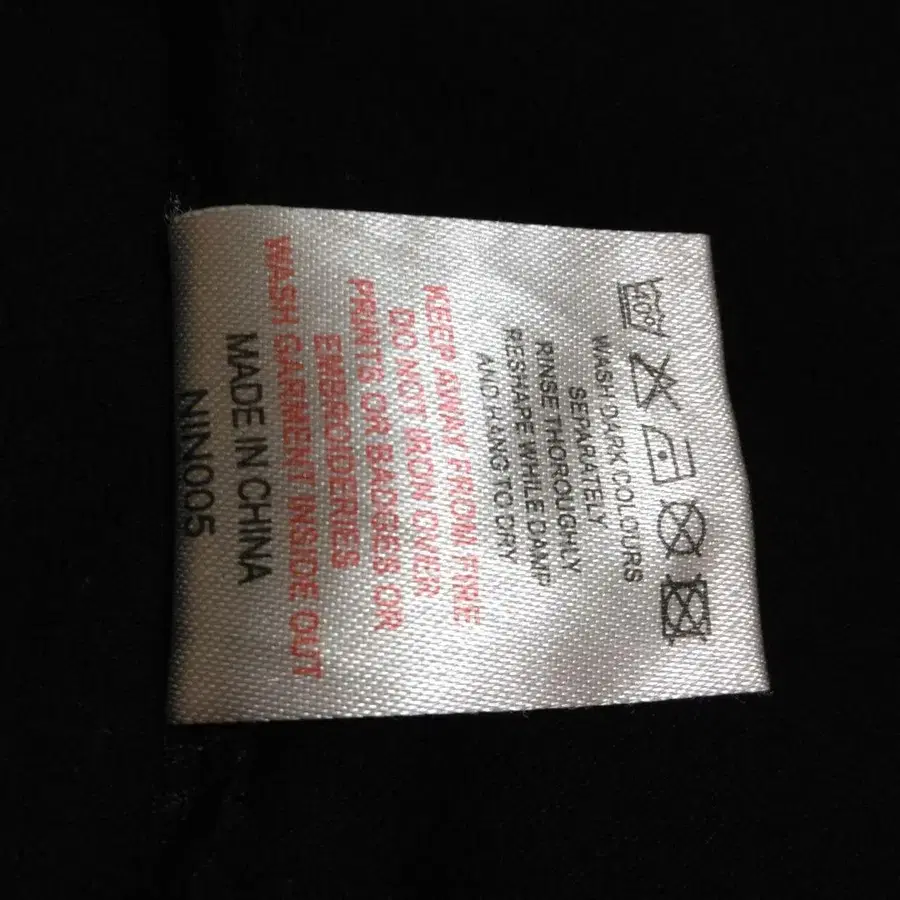 40°
WASH DARK COLOURS
SEPARATELY
RINSE THOROUGHLY
RESHAPE WHILE DAMP
AND HANG TO DRY
KEEP AWAY FROM FIRE
DO NOT IRON OVER
PRINTS OR BADGES OR
EMBROIDERIES
WASH GARMENT INSIDE OUT
MADE IN CHINA
NIN005